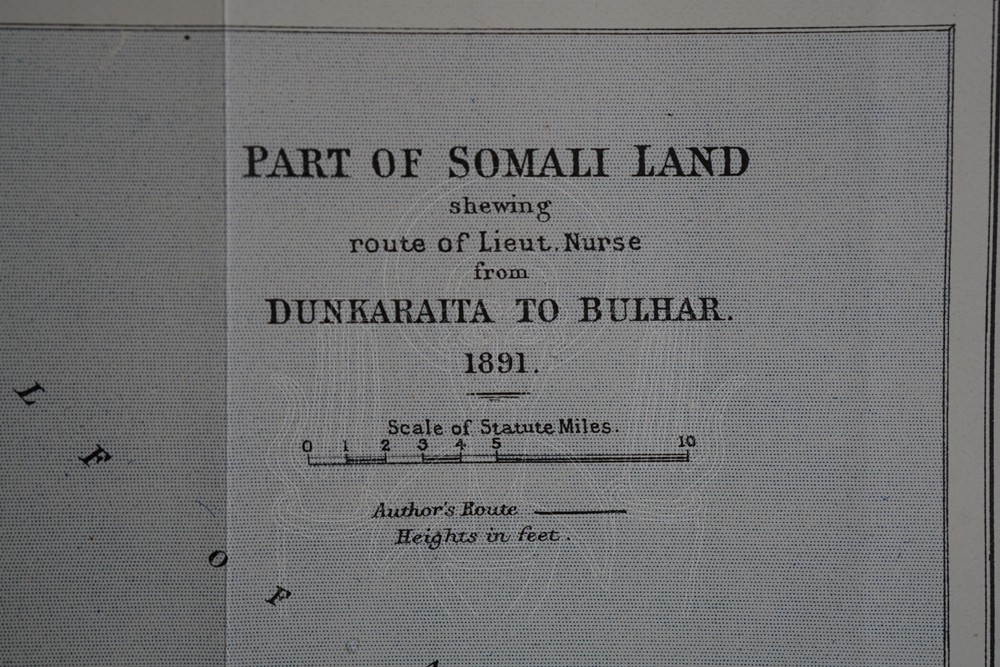 PART OF SOMALI LAND
shewing
route of Lieut. Nurse
from
DUNKARAITA TO BULHAR.
1891.
Scale of Statute Miles.
0 1 2 3 4 5 10
Author's Route
Heights in feet.
L F
O F